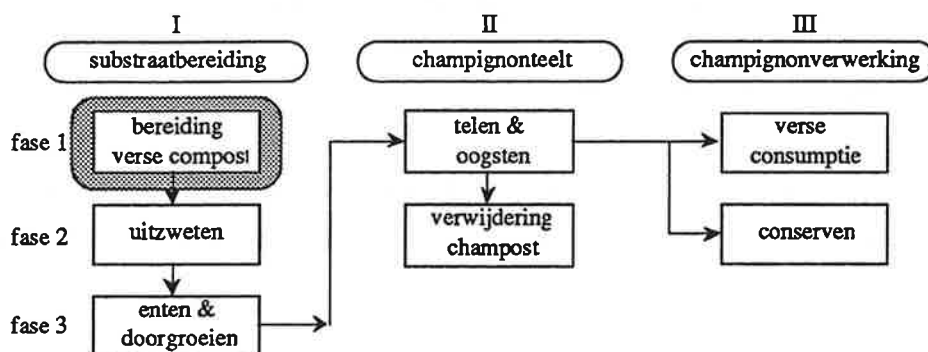 I II III
substraatbereiding champignonteelt champignonverwerking
fase 1
bereiding
verse compost
telen &
oogsten
verse
consumptie
fase 2
uitzweten
verwijdering
champost
conserven
fase 3
enten &
doorgroeien